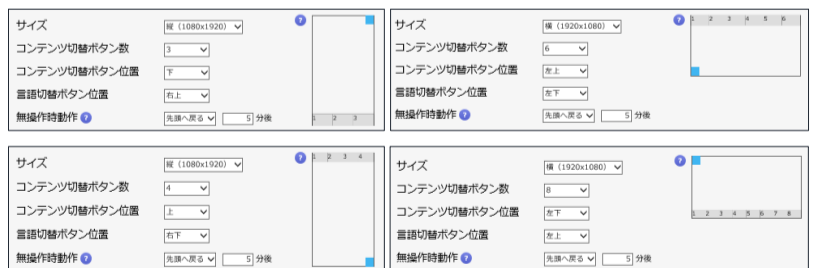 サイズ 縦（1080x1920） ?
コンテンツ切替ボタン数 3
コンテンツ切替ボタン位置 下
言語切替ボタン位置 右上
無操作時動作 ? 先頭へ戻る 5 分後
1 2 3
サイズ 横（1920x1080） ?
コンテンツ切替ボタン数 6
コンテンツ切替ボタン位置 左上
言語切替ボタン位置 左下
無操作時動作 ? 先頭へ戻る 5 分後
1 2 3 4 5 6
サイズ 縦（1080x1920） ?
コンテンツ切替ボタン数 4
コンテンツ切替ボタン位置 上
言語切替ボタン位置 右下
無操作時動作 ? 先頭へ戻る 5 分後
1 2 3 4
サイズ 横（1920x1080） ?
コンテンツ切替ボタン数 8
コンテンツ切替ボタン位置 左下
言語切替ボタン位置 左上
無操作時動作 ? 先頭へ戻る 5 分後
1 2 3 4 5 6 7 8